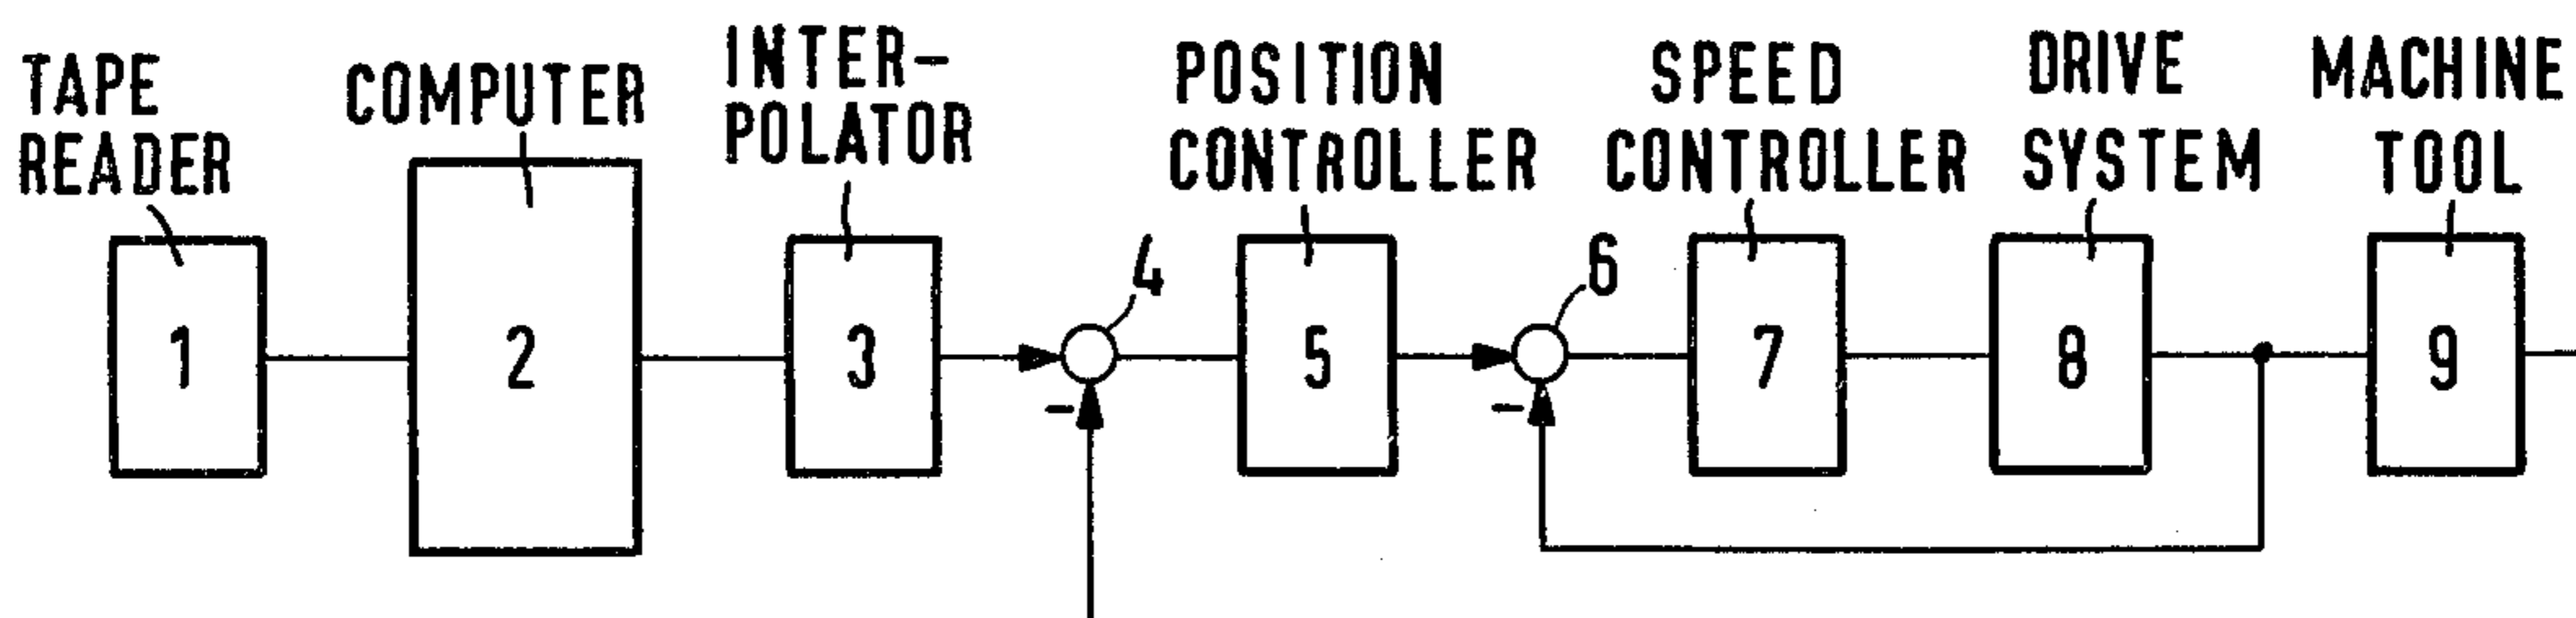 TAPE
READER
COMPUTER
INTER-
POLATOR
POSITION
CONTROLLER
SPEED
CONTROLLER
DRIVE
SYSTEM
MACHINE
TOOL
4
6
1
2
3
5
7
8
9
-
-